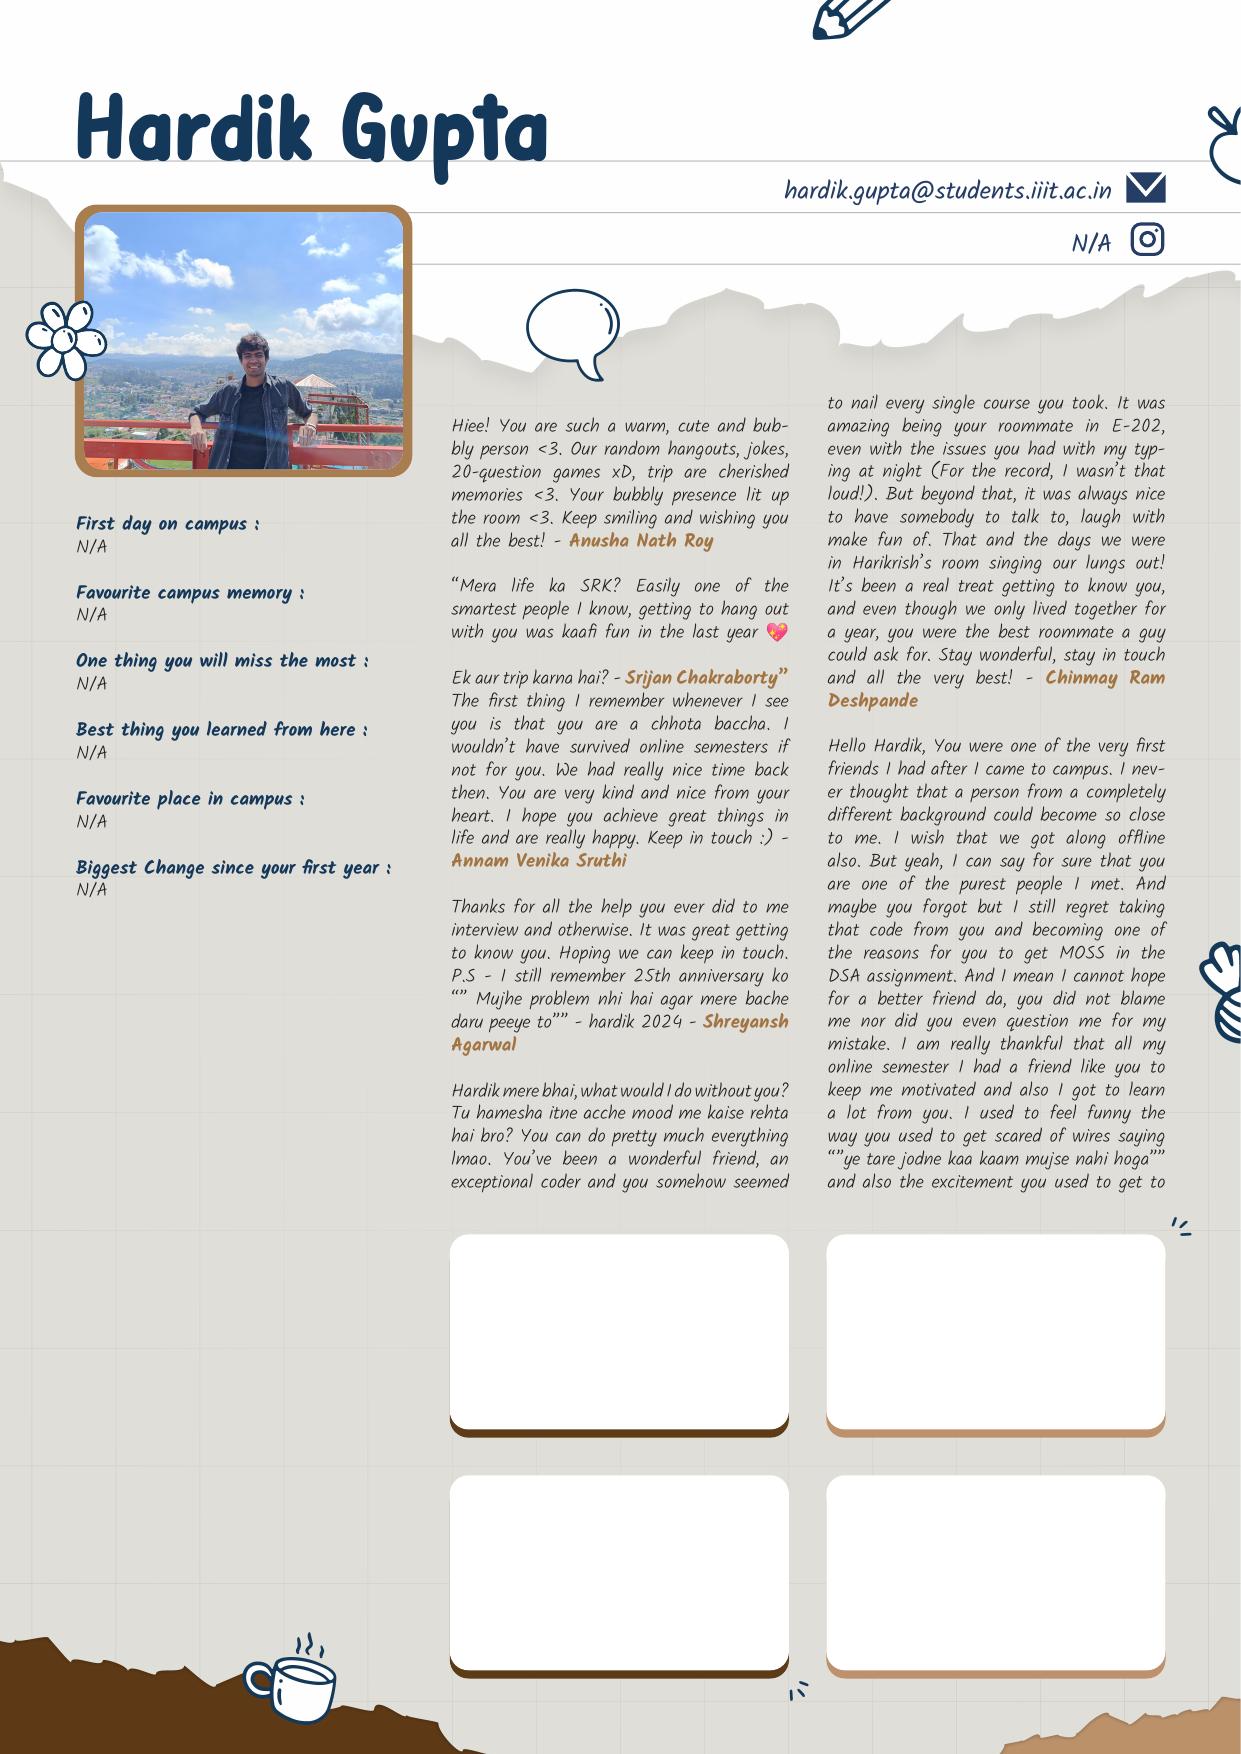 Hardik Gupta
hardik.gupta@students.iiit.ac.in
N/A
First day on campus :
N/A
Favourite campus memory :
N/A
One thing you will miss the most :
N/A
Best thing you learned from here :
N/A
Favourite place in campus :
N/A
Biggest Change since your first year :
N/A
Hiee! You are such a warm, cute and bub-
bly person <3. Our random hangouts, jokes,
20-question games xD, trip are cherished
memories <3. Your bubbly presence lit up
the room <3. Keep smiling and wishing you
all the best! - Anusha Nath Roy
“Mera life ka SRK? Easily one of the
smartest people I know, getting to hang out
with you was kaafi fun in the last year 💖
Ek aur trip karna hai? - Srijan Chakraborty”
The first thing I remember whenever I see
you is that you are a chhota baccha. I
wouldn’t have survived online semesters if
not for you. We had really nice time back
then. You are very kind and nice from your
heart. I hope you achieve great things in
life and are really happy. Keep in touch :) -
Annam Venika Sruthi
Thanks for all the help you ever did to me
interview and otherwise. It was great getting
to know you. Hoping we can keep in touch.
P.S - I still remember 25th anniversary ko
“” Mujhe problem nhi hai agar mere bache
daru peeye to”” - hardik 2024 - Shreyansh
Agarwal
Hardik mere bhai, what would I do without you?
Tu hamesha itne acche mood me kaise rehta
hai bro? You can do pretty much everything
lmao. You’ve been a wonderful friend, an
exceptional coder and you somehow seemed
to nail every single course you took. It was
amazing being your roommate in E-202,
even with the issues you had with my typ-
ing at night (For the record, I wasn’t that
loud!). But beyond that, it was always nice
to have somebody to talk to, laugh with
make fun of. That and the days we were
in Harikrish’s room singing our lungs out!
It’s been a real treat getting to know you,
and even though we only lived together for
a year, you were the best roommate a guy
could ask for. Stay wonderful, stay in touch
and all the very best! - Chinmay Ram
Deshpande
Hello Hardik, You were one of the very first
friends I had after I came to campus. I nev-
er thought that a person from a completely
different background could become so close
to me. I wish that we got along offline
also. But yeah, I can say for sure that you
are one of the purest people I met. And
maybe you forgot but I still regret taking
that code from you and becoming one of
the reasons for you to get MOSS in the
DSA assignment. And I mean I cannot hope
for a better friend da, you did not blame
me nor did you even question me for my
mistake. I am really thankful that all my
online semester I had a friend like you to
keep me motivated and also I got to learn
a lot from you. I used to feel funny the
way you used to get scared of wires saying
“”ye tare jodne kaa kaam mujse nahi hoga””
and also the excitement you used to get to